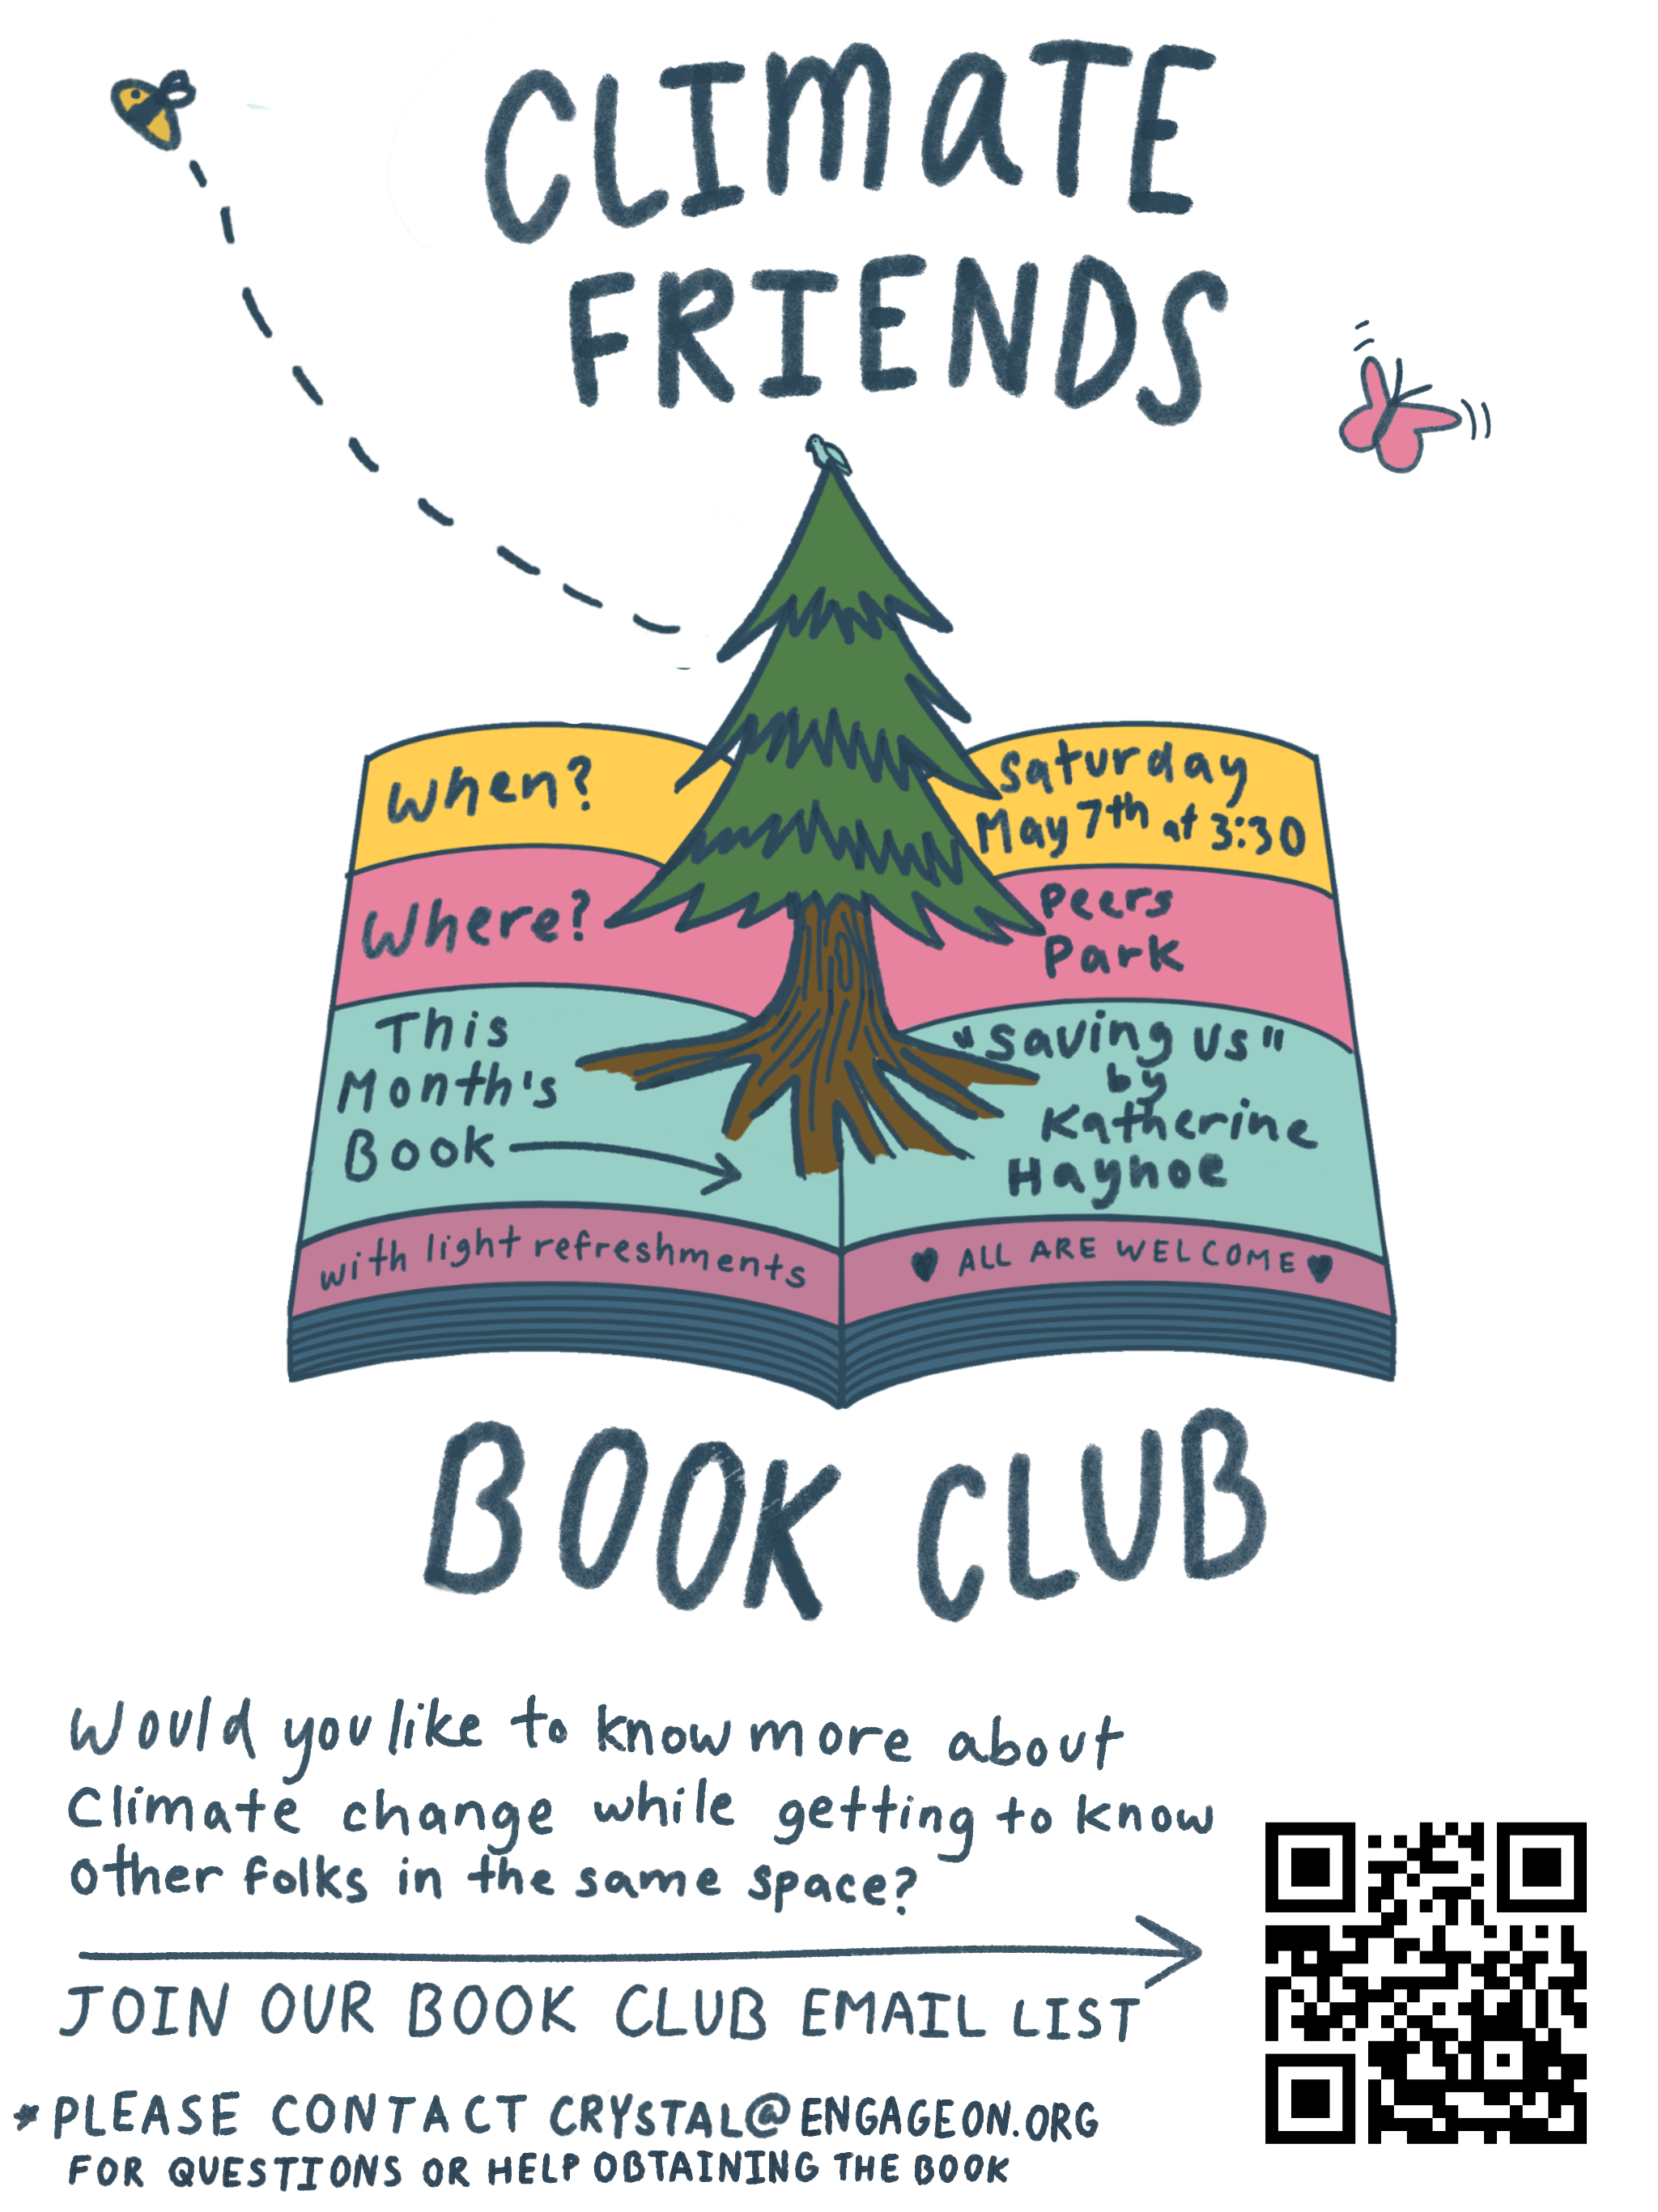 CLIMATE
FRIENDS
When?
Saturday
May 7th at 3:30
Where?
Peers
Park
This
Month's
Book
"Saving Us"
by
Katherine
Hayhoe
with light refreshments
ALL ARE WELCOME
BOOK CLUB
Would you like to know more about
Climate change while getting to know
other folks in the same space?
JOIN OUR BOOK CLUB EMAIL LIST
*PLEASE CONTACT CRYSTAL@ENGAGEON.ORG
FOR QUESTIONS OR HELP OBTAINING THE BOOK